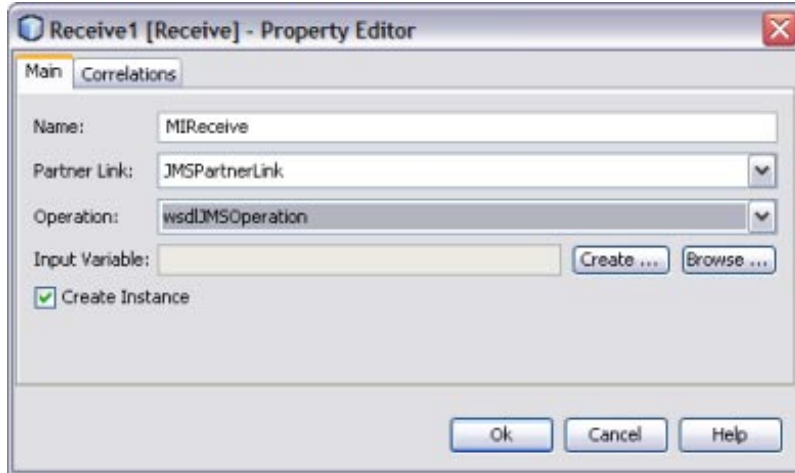 Receive1 [Receive] - Property Editor
Main Correlations
Name: MIReceive
Partner Link: JMSPartnerLink
Operation: wsdlJMSOperation
Input Variable: Create ... Browse ...
Create Instance
Ok Cancel Help